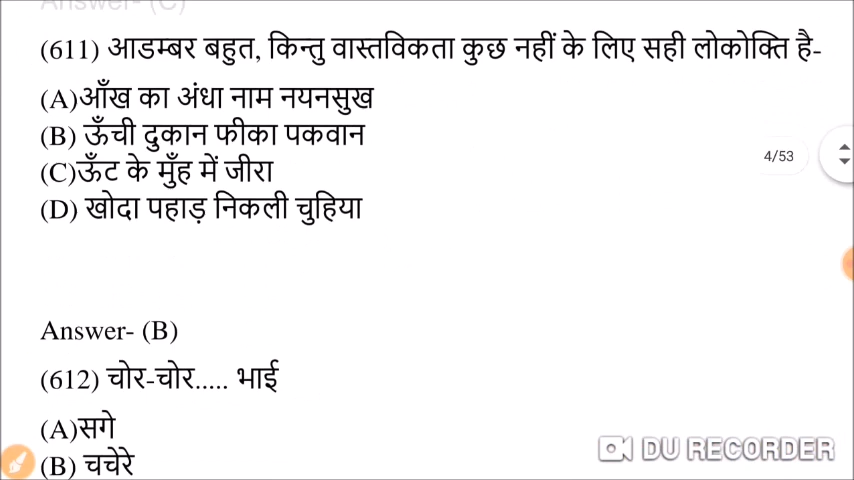 Answer- (C)
(611) आडम्बर बहुत, किन्तु वास्तविकता कुछ नहीं के लिए सही लोकोक्ति है-
(A)आँख का अंधा नाम नयनसुख
(B) ऊँची दुकान फीका पकवान
(C)ऊँट के मुँह में जीरा
4/53
(D) खोदा पहाड़ निकली चुहिया
Answer- (B)
(612) चोर-चोर..... भाई
(A)सगे
(B) चचेरे
DU RECORDER